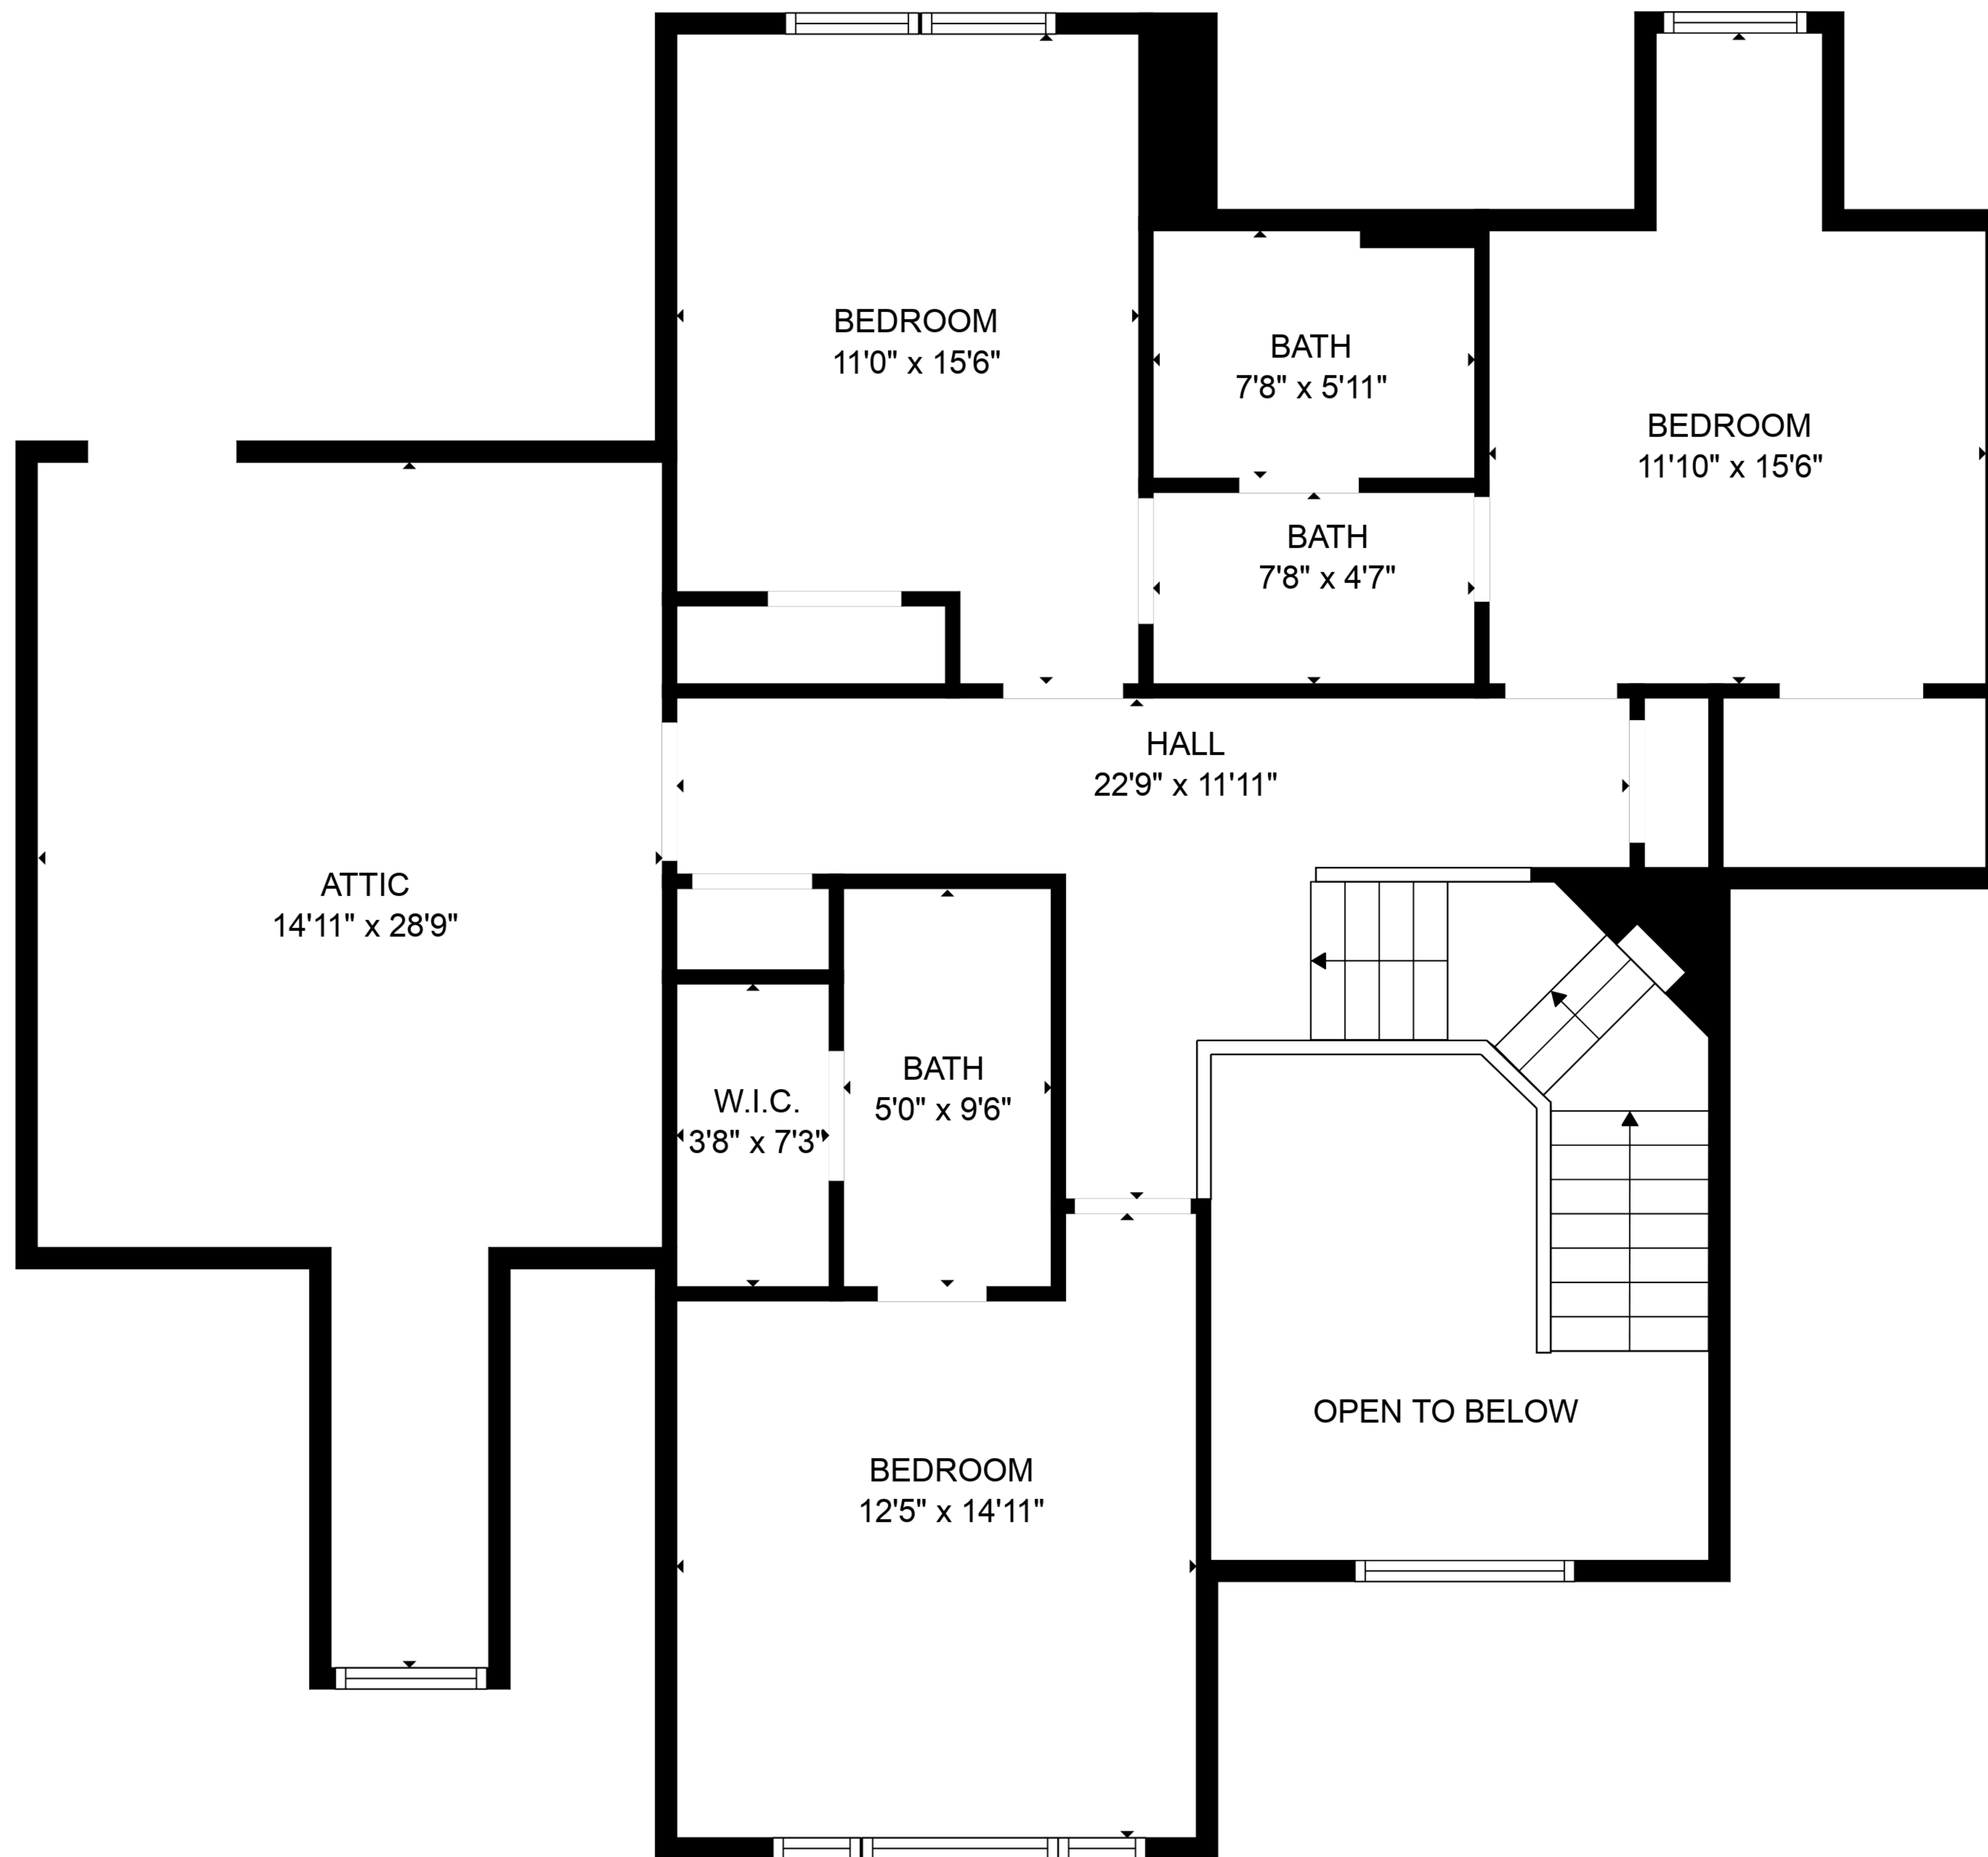 BEDROOM
11'0" x 15'6"
BATH
7'8" x 5'11"
BEDROOM
11'10" x 15'6"
BATH
7'8" x 4'7"
HALL
22'9" x 11'11"
ATTIC
14'11" x 28'9"
BATH
5'0" x 9'6"
W.I.C.
3'8" x 7'3"
OPEN TO BELOW
BEDROOM
12'5" x 14'11"